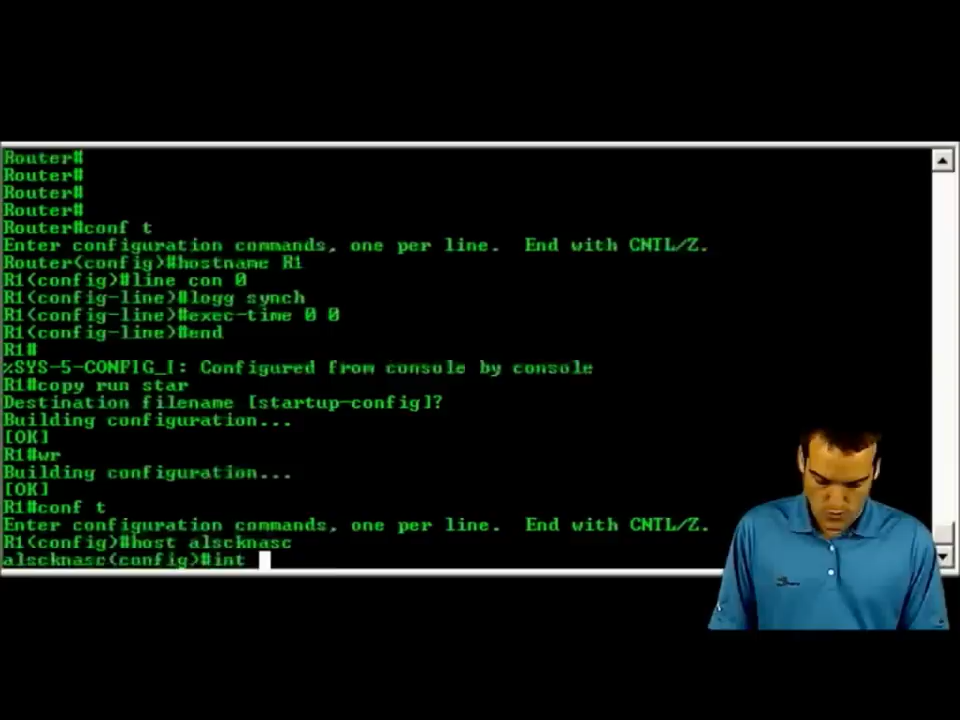 Router#
Router#
Router#
Router#
Router#conf t
Enter configuration commands, one per line.  End with CNTL/Z.
Router(config)#hostname R1
R1(config)#line con 0
R1(config-line)#logg synch
R1(config-line)#exec-time 0 0
R1(config-line)#end
R1#
%SYS-5-CONFIG_I: Configured from console by console
R1#copy run star
Destination filename [startup-config]?
Building configuration...
[OK]
R1#wr
Building configuration...
[OK]
R1#conf t
Enter configuration commands, one per line.  End with CNTL/Z.
R1(config)#host alscknasc
alscknasc(config)#int